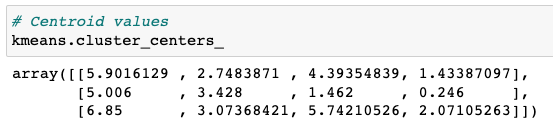 # Centroid values
kmeans.cluster_centers_
array([[5.9016129 , 2.7483871 , 4.39354839, 1.43387097],
       [5.006     , 3.428     , 1.462     , 0.246     ],
       [6.85      , 3.07368421, 5.74210526, 2.07105263]])